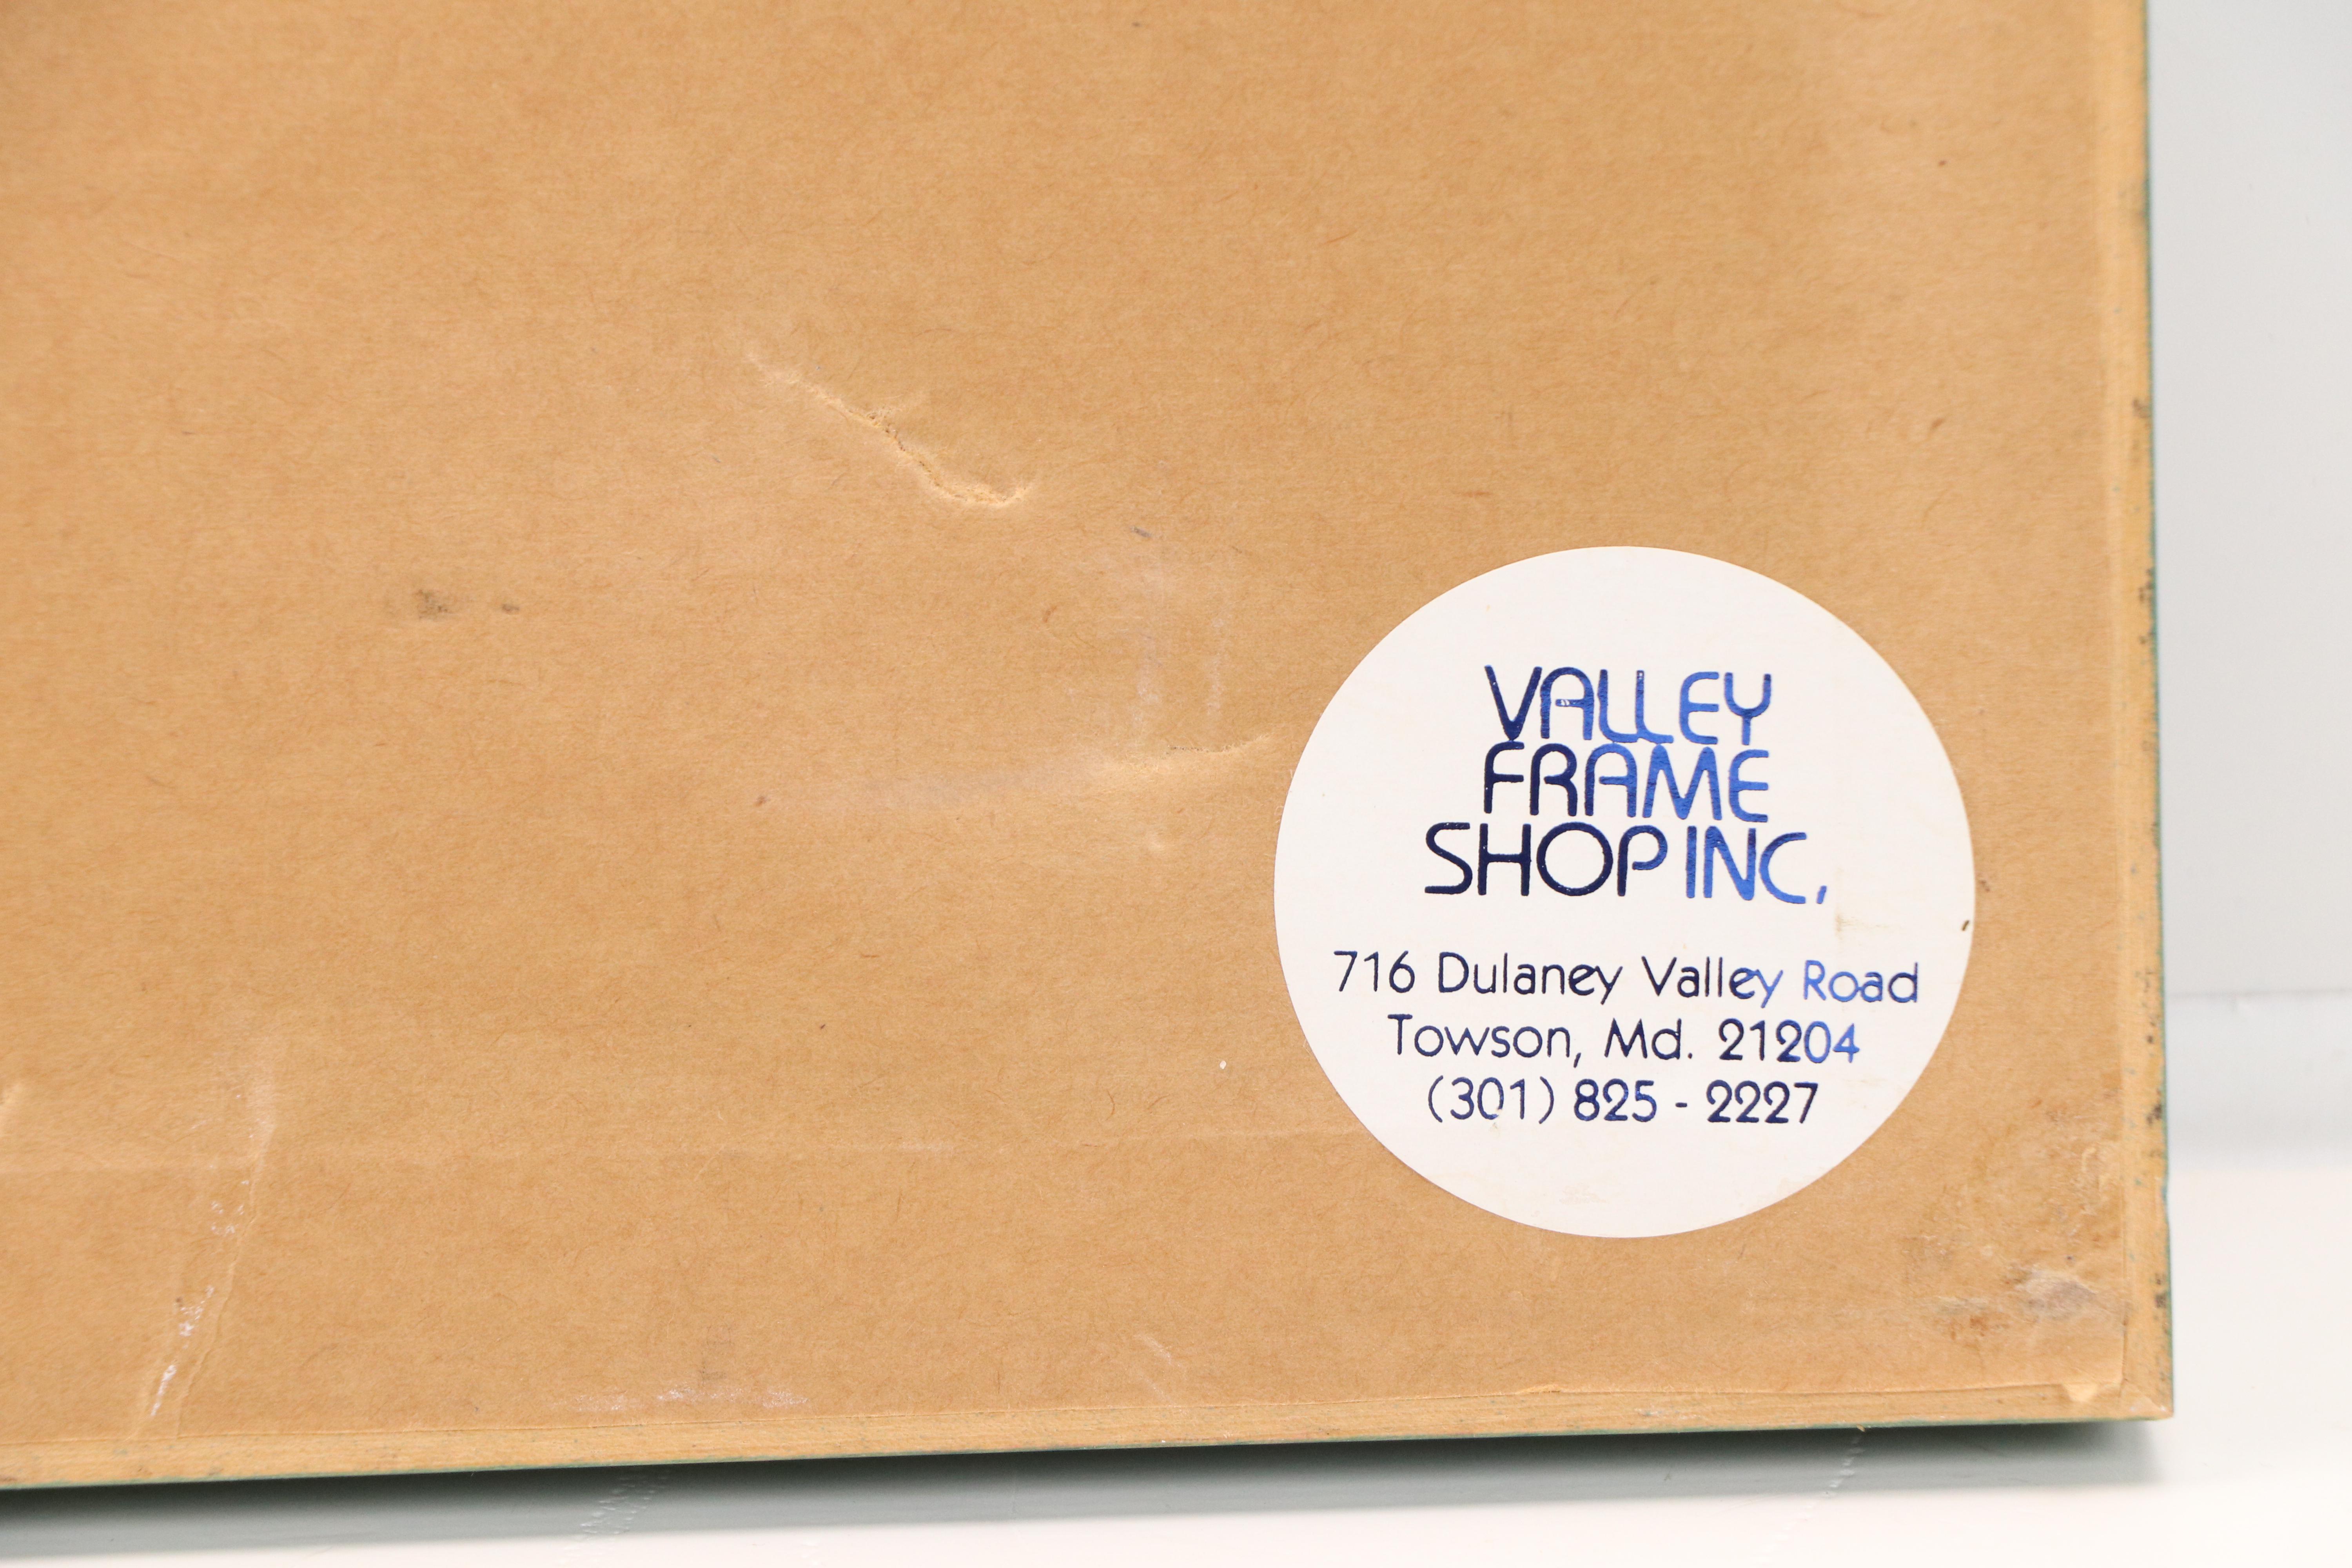 VALLEY
FRAME
SHOP INC,
716 Dulaney Valley Road
Towson, Md. 21204
(301) 825 - 2227